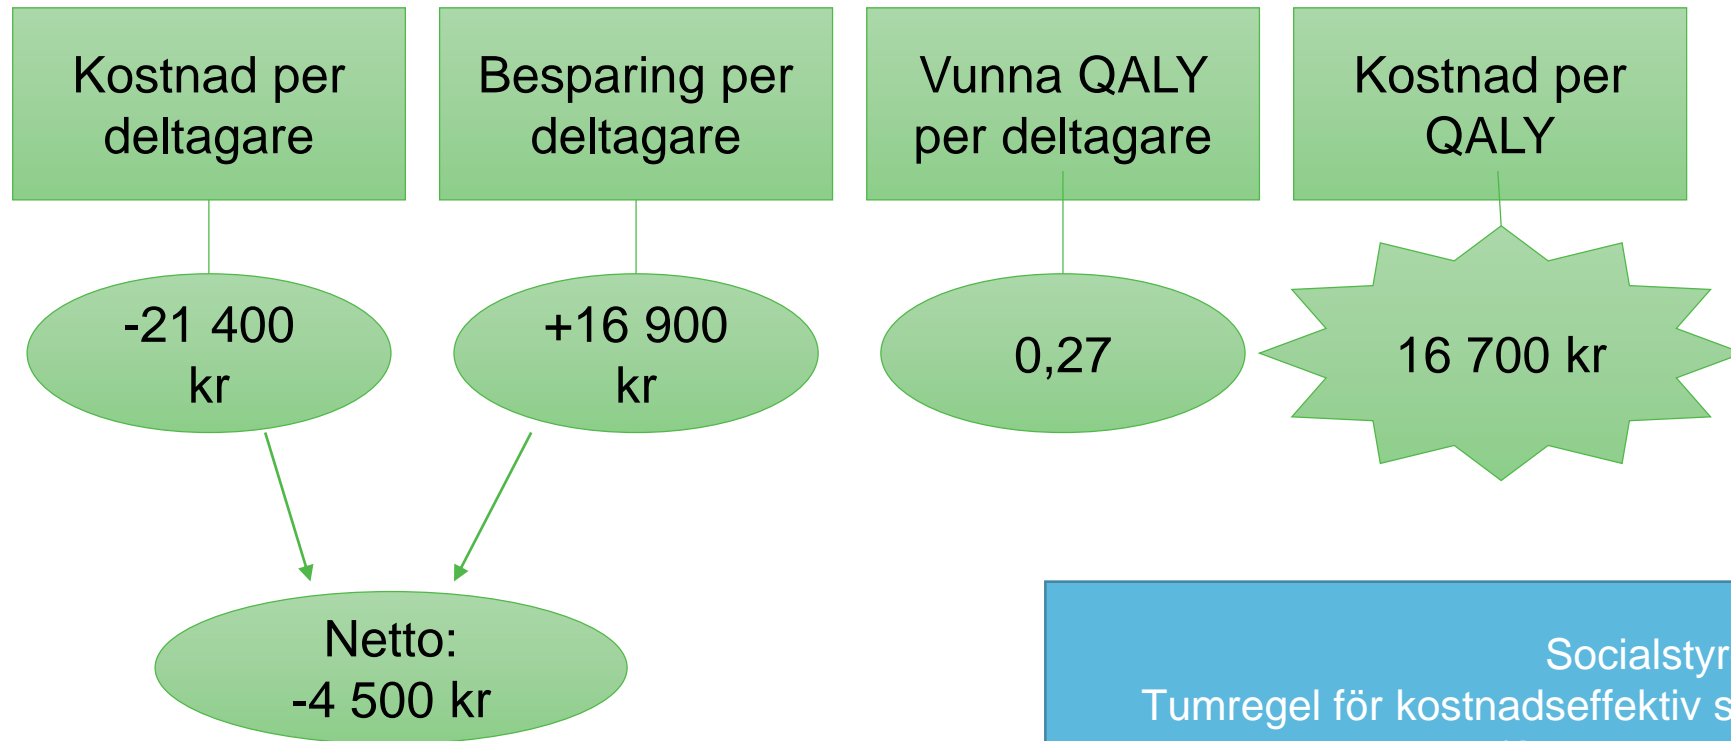 Kostnad per
deltagare
Besparing per
deltagare
Vunna QALY
per deltagare
Kostnad per
QALY
-21 400
kr
+16 900
kr
0,27
16 700 kr
Netto:
-4 500 kr
Tumregel för kostnadseffektiv